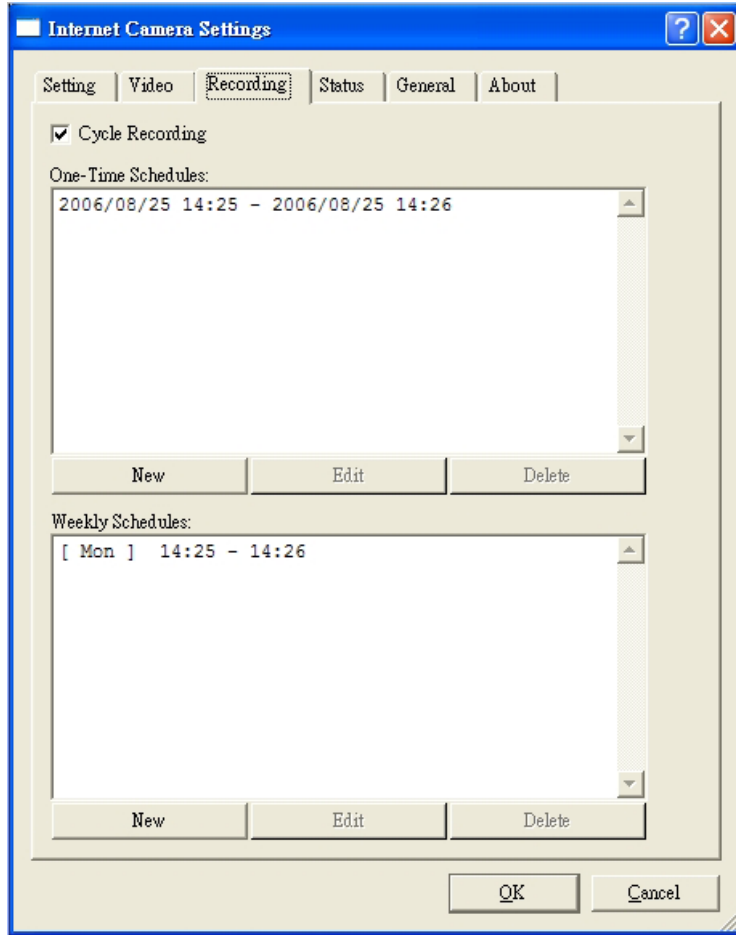 Internet Camera Settings
Setting Video Recording Status General About
Cycle Recording
One-Time Schedules:
2006/08/25 14:25 - 2006/08/25 14:26
New Edit Delete
Weekly Schedules:
[ Mon ] 14:25 - 14:26
New Edit Delete
OK Cancel